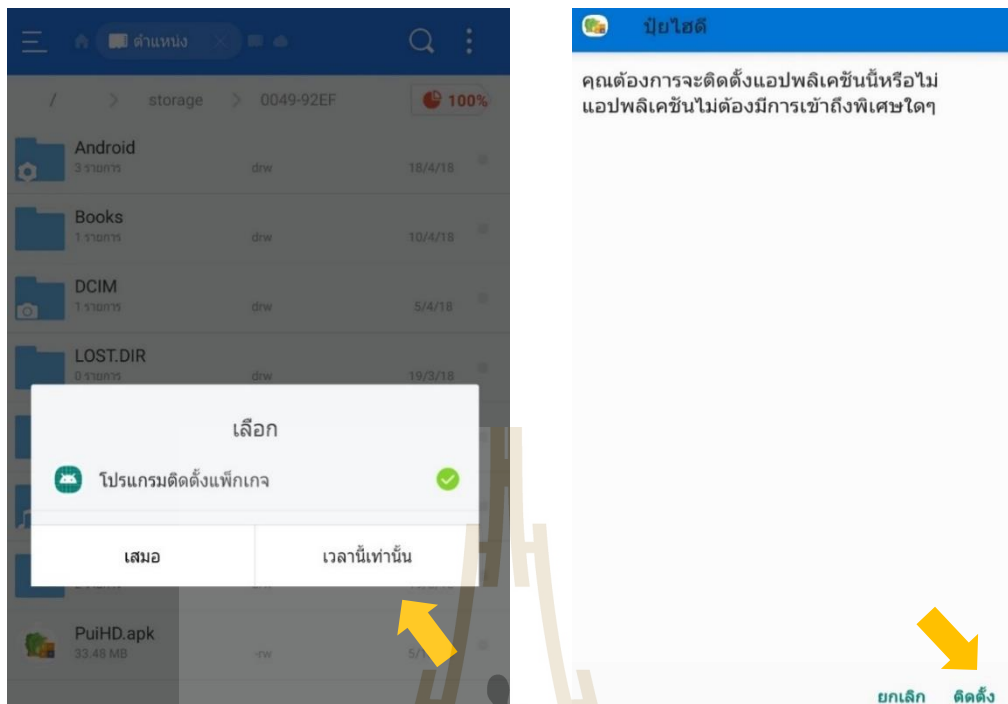 ตำแหน่ง
/ > storage > 0049-92EF 100%
Android
3 รายการ drw 18/4/18
Books
1 รายการ drw 10/4/18
DCIM
1 รายการ drw 5/4/18
LOST.DIR
0 รายการ drw 19/3/18
เลือก
โปรแกรมติดตั้งแพ็กเกจ
เสมอ เวลานี้เท่านั้น
PuiHD.apk
33.48 MB -rw
ปุ๋ยไฮดี
คุณต้องการจะติดตั้งแอปพลิเคชันนี้หรือไม่
แอปพลิเคชันไม่ต้องมีการเข้าถึงพิเศษใดๆ
ยกเลิก ติดตั้ง